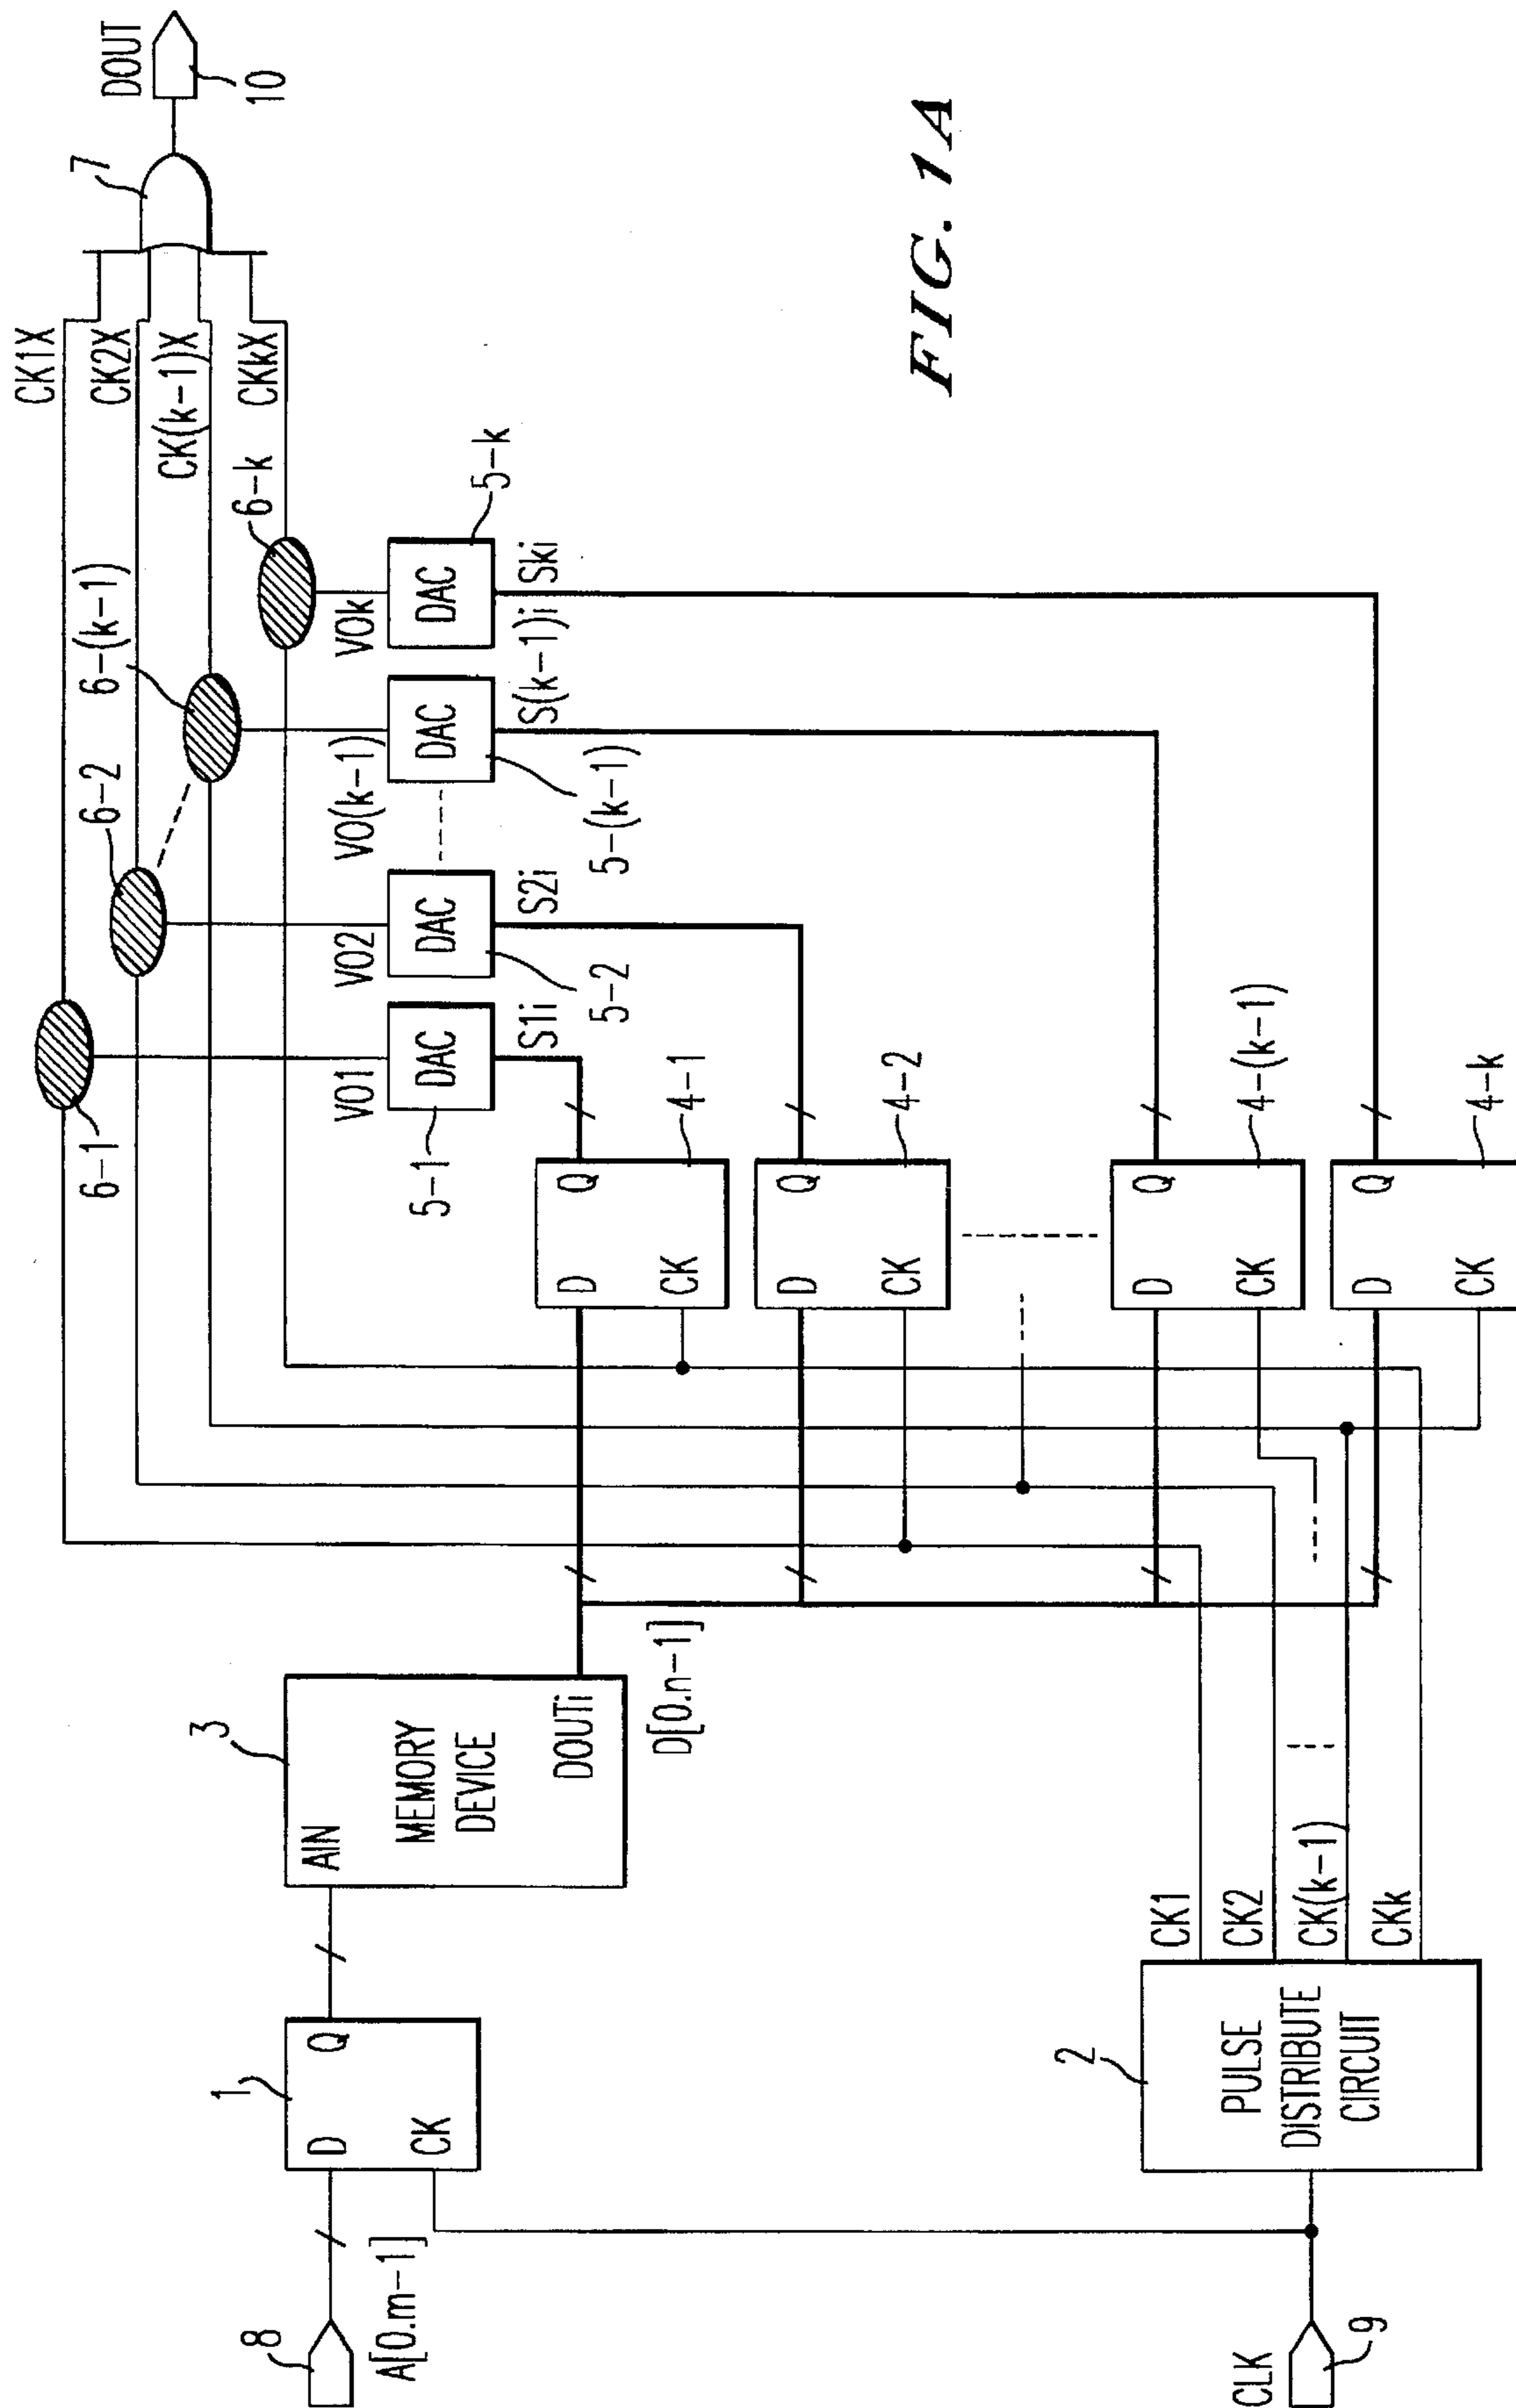 CK1X
CK2X
CK(k-1)X
CKkX
7
DOUT
10
6-1
6-2
6-(k-1)
6-k
VO1
VO2
VO(k-1)
VOk
DAC
DAC
DAC
DAC
5-1
5-2
5-(k-1)
5-k
S1i
S2i
S(k-1)i
Ski
FIG. 1A
8
A[0.m-1]
1
D
Q
CK
3
AIN
MEMORY
DEVICE
DOUTi
D[0.n-1]
D
Q
CK
4-1
D
Q
CK
4-2
D
Q
CK
4-(k-1)
D
Q
CK
4-k
CLK
9
2
PULSE
DISTRIBUTE
CIRCUIT
CK1
CK2
CK(k-1)
CKk